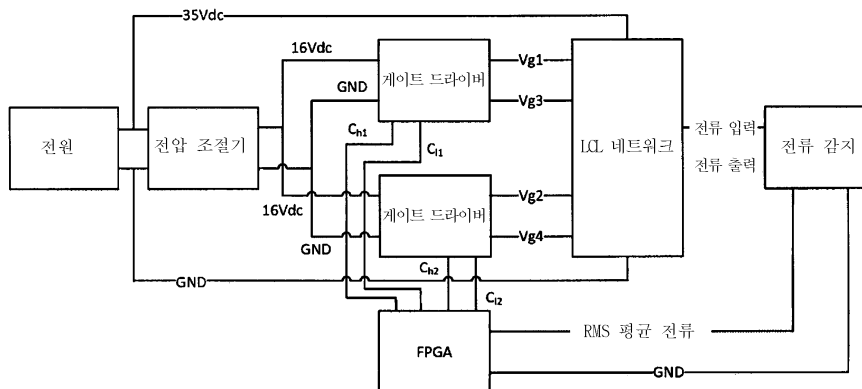 35Vdc
16Vdc
게이트 드라이버
Vg1
GND
Vg3
전원
전압 조절기
Ch1
Cl1
LCL 네트워크
전류 입력
전류 출력
전류 감지
16Vdc
게이트 드라이버
Vg2
GND
Vg4
GND
Ch2
Cl2
FPGA
RMS 평균 전류
GND